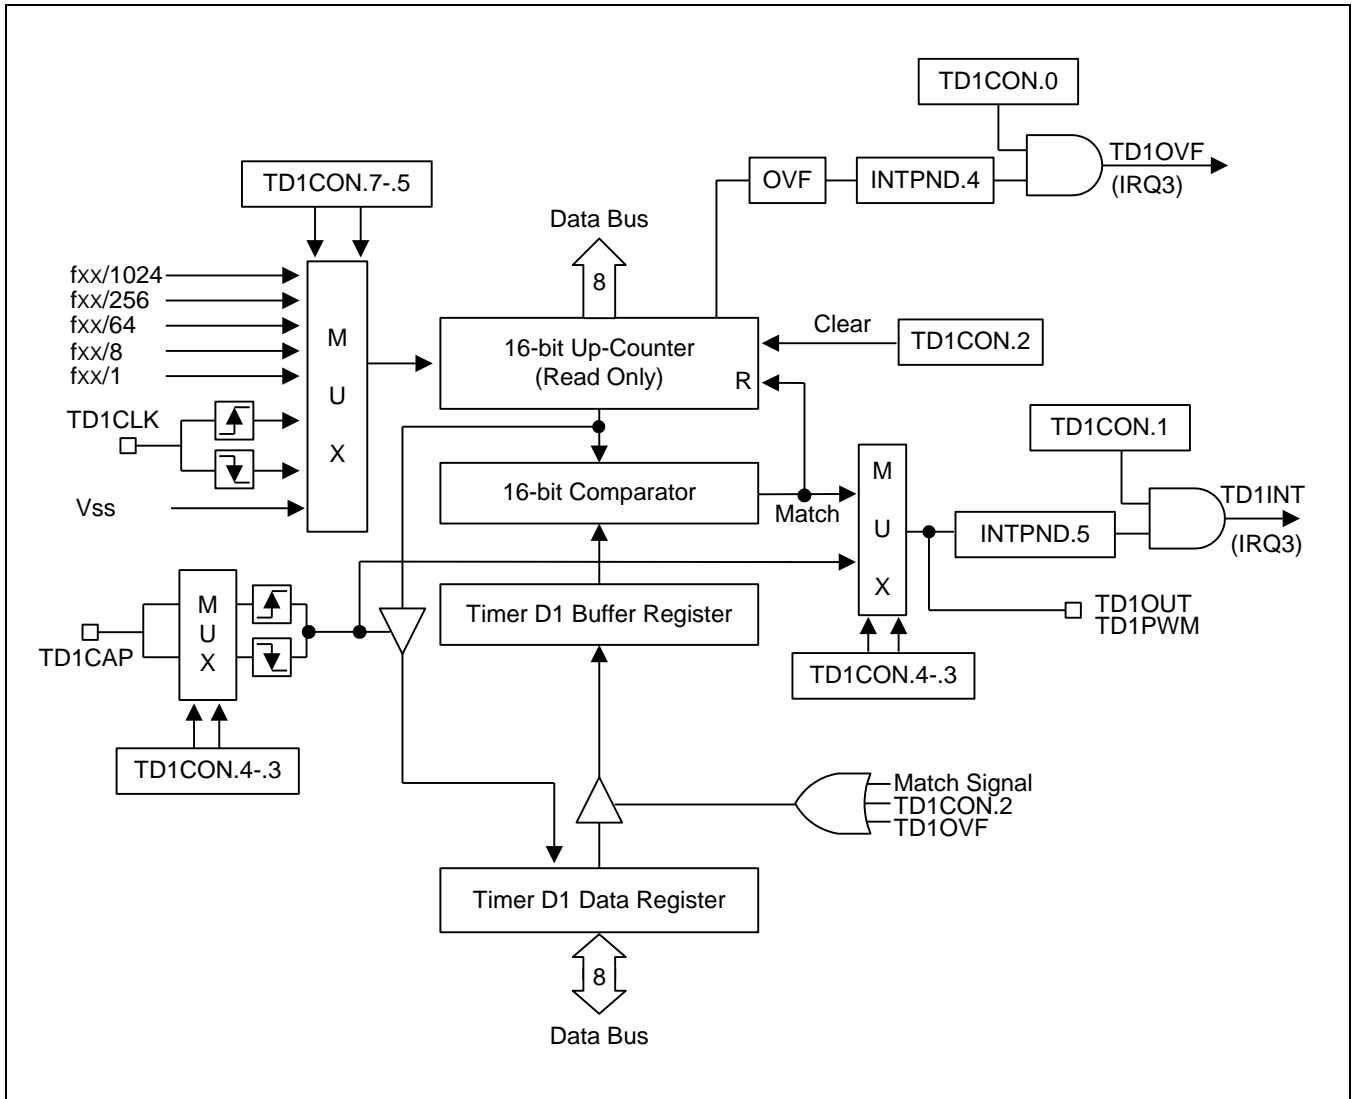 TD1CON.0
TD1OVF
(IRQ3)
OVF
INTPND.4
TD1CON.7-.5
Data Bus
8
fxx/1024
fxx/256
fxx/64
fxx/8
fxx/1
TD1CLK
Vss
M
U
X
16-bit Up-Counter
(Read Only)
R
Clear
TD1CON.2
16-bit Comparator
Match
M
U
X
TD1CON.1
TD1INT
(IRQ3)
INTPND.5
TD1OUT
TD1PWM
TD1CON.4-.3
TD1CAP
M
U
X
TD1CON.4-.3
Timer D1 Buffer Register
Match Signal
TD1CON.2
TD1OVF
Timer D1 Data Register
8
Data Bus